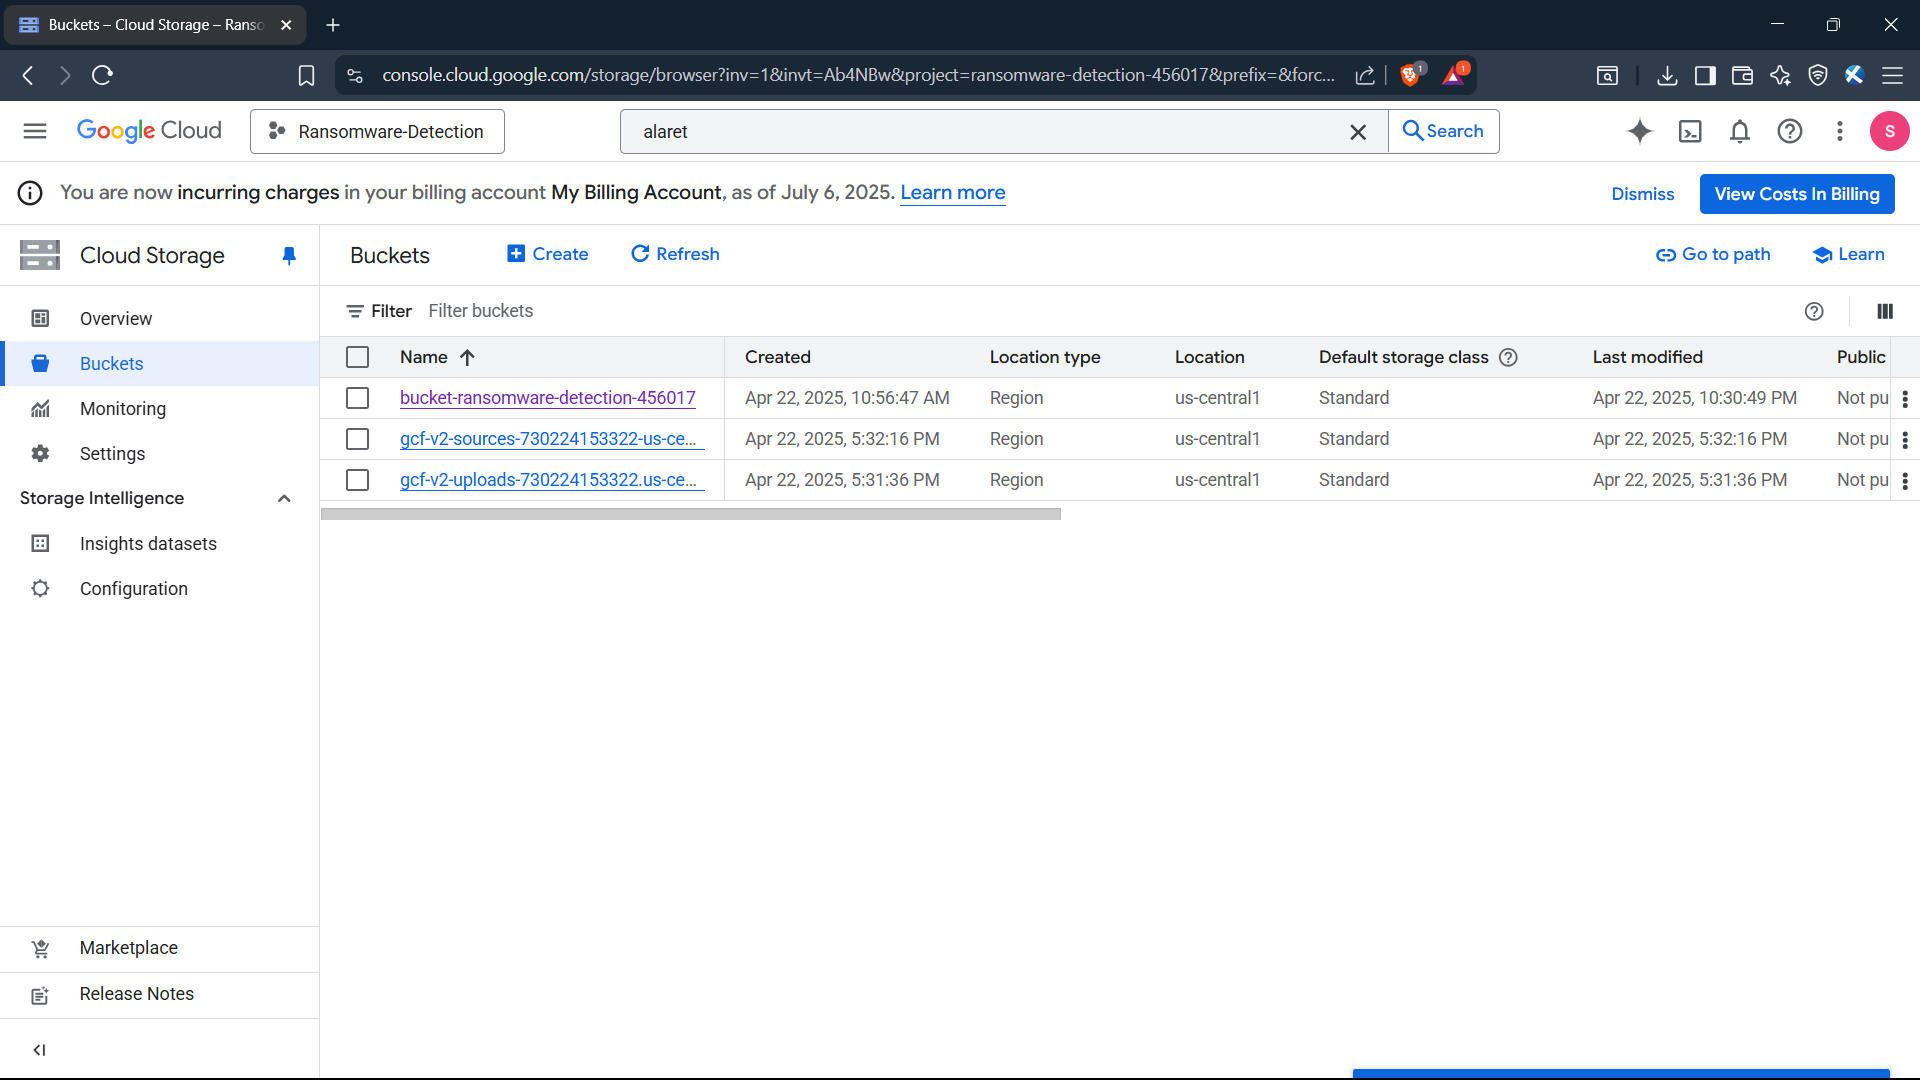 Buckets – Cloud Storage – Ranso
console.cloud.google.com/storage/browser?inv=1&invt=Ab4NBw&project=ransomware-detection-456017&prefix=&forc...
1
1
Google Cloud
Ransomware-Detection
alaret
Search
S
You are now incurring charges in your billing account My Billing Account, as of July 6, 2025. Learn more
Dismiss
View Costs In Billing
Cloud Storage
Overview
Buckets
Monitoring
Settings
Storage Intelligence
Insights datasets
Configuration
Marketplace
Release Notes
Buckets
Create
Refresh
Go to path
Learn
Filter Filter buckets
Name Created Location type Location Default storage class Last modified Public
bucket-ransomware-detection-456017 Apr 22, 2025, 10:56:47 AM Region us-central1 Standard Apr 22, 2025, 10:30:49 PM Not pu
gcf-v2-sources-730224153322-us-ce... Apr 22, 2025, 5:32:16 PM Region us-central1 Standard Apr 22, 2025, 5:32:16 PM Not pu
gcf-v2-uploads-730224153322.us-ce... Apr 22, 2025, 5:31:36 PM Region us-central1 Standard Apr 22, 2025, 5:31:36 PM Not pu